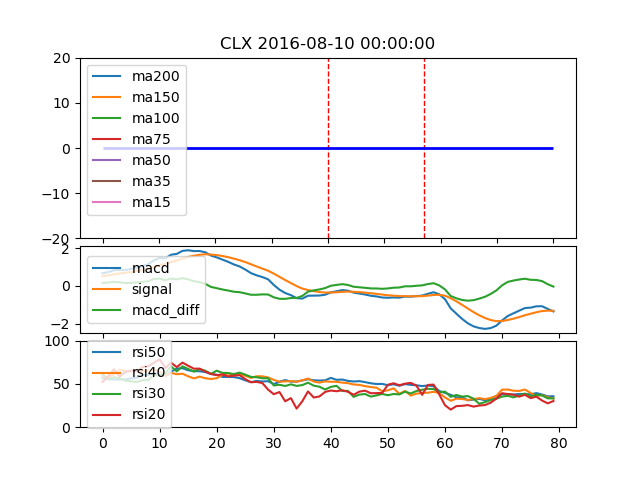 CLX 2016-08-10 00:00:00
20
10
0
−10
−20
ma200
ma150
ma100
ma75
ma50
ma35
ma15
2
0
−2
macd
signal
macd_diff
100
50
0
rsi50
rsi40
rsi30
rsi20
0 10 20 30 40 50 60 70 80